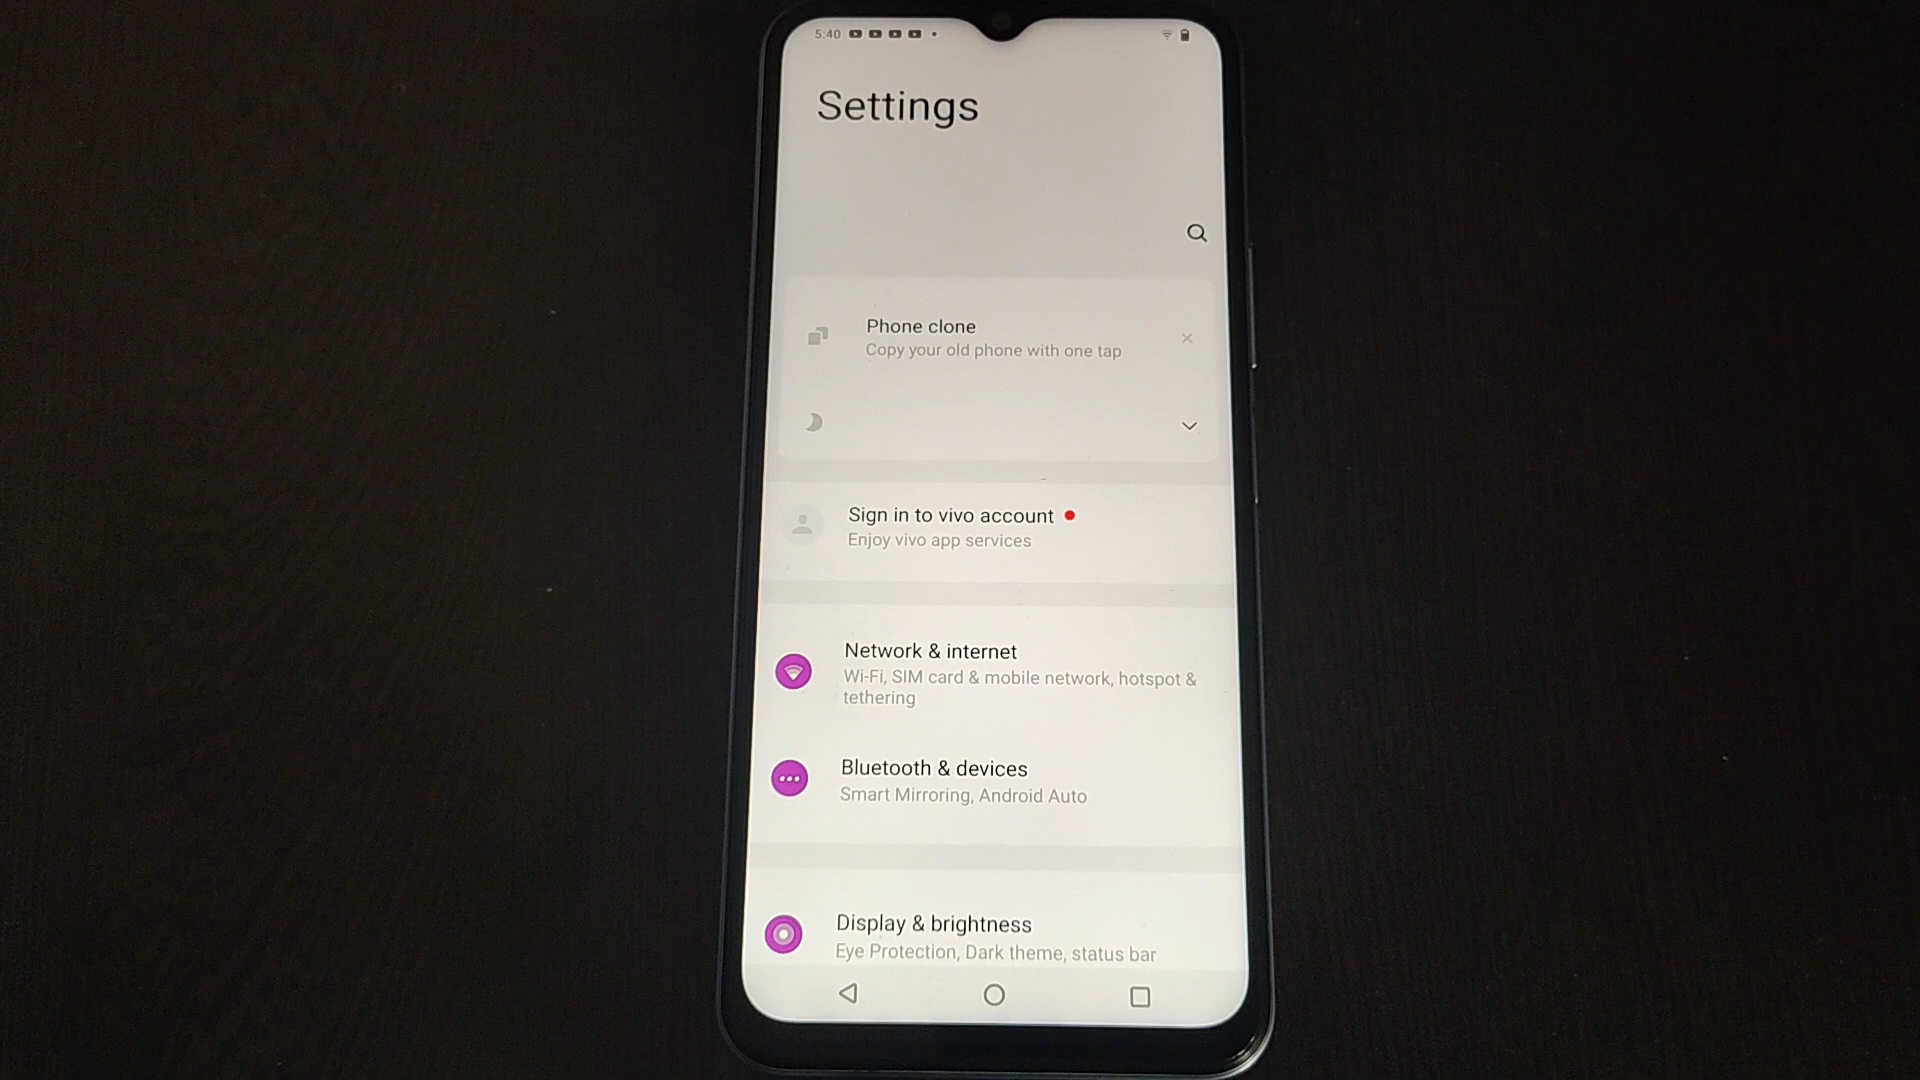 5:40
Settings
Phone clone
Copy your old phone with one tap
Sign in to vivo account
Enjoy vivo app services
Network & internet
Wi-Fi, SIM card & mobile network, hotspot &
tethering
Bluetooth & devices
Smart Mirroring, Android Auto
Display & brightness
Eye Protection, Dark theme, status bar